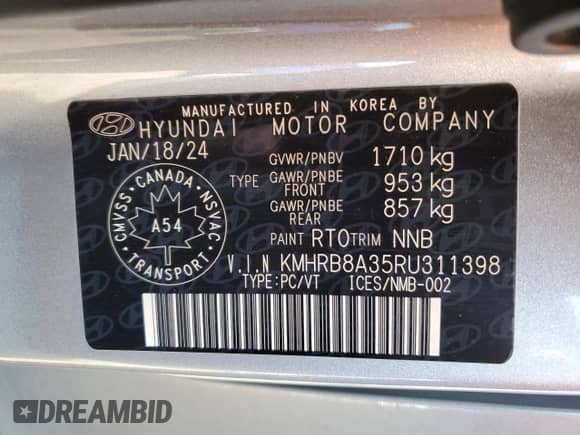 MANUFACTURED IN KOREA BY
HYUNDAI MOTOR COMPANY
JAN/18/24
GVWR/PNBV 1710 kg
TYPE GAWR/PNBE FRONT 953 kg
GAWR/PNBE REAR 857 kg
CANADA
CMVSS NSVAC
A54
TRANSPORT
PAINT RT0 TRIM NNB
V.I.N KMHRB8A35RU311398
TYPE:PC/VT ICES/NMB-002
DREAMBID